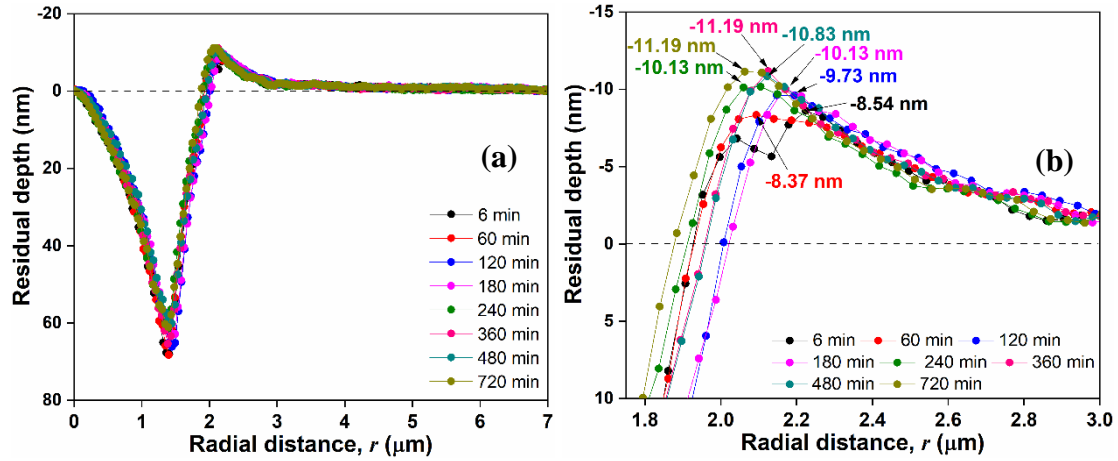 -20
0
20
40
60
80
Residual depth (nm)
0 1 2 3 4 5 6 7
Radial distance, r (μm)
(a)
6 min
60 min
120 min
180 min
240 min
360 min
480 min
720 min
-15
-10
-5
0
5
10
Residual depth (nm)
1.8 2.0 2.2 2.4 2.6 2.8 3.0
Radial distance, r (μm)
(b)
-11.19 nm
-10.83 nm
-11.19 nm
-10.13 nm
-10.13 nm
-9.73 nm
-8.54 nm
-8.37 nm
6 min 60 min 120 min
180 min 240 min 360 min
480 min 720 min